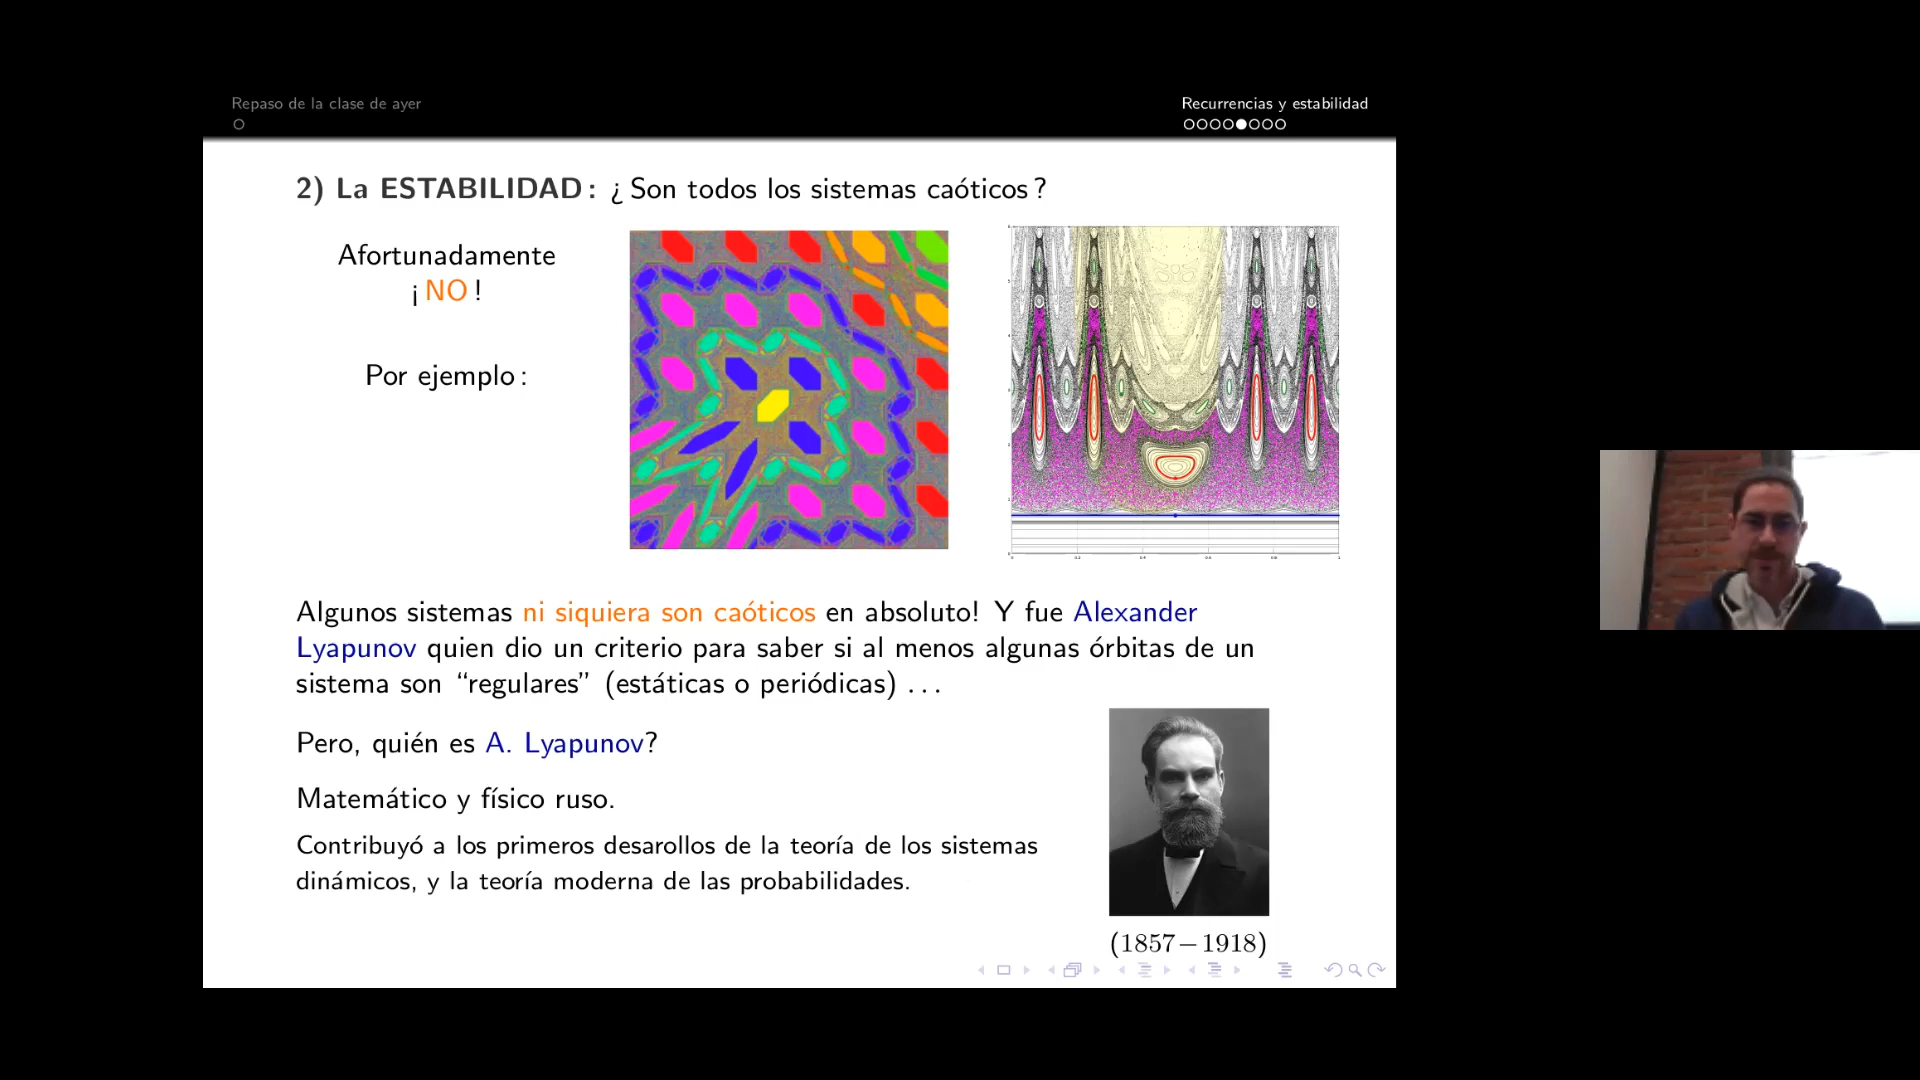 Repaso de la clase de ayer
Recurrencias y estabilidad
2) La ESTABILIDAD: ¿ Son todos los sistemas caóticos ?
Afortunadamente
¡ NO !
Por ejemplo :
Algunos sistemas ni siquiera son caóticos en absoluto! Y fue Alexander
Lyapunov quien dio un criterio para saber si al menos algunas órbitas de un
sistema son “regulares” (estáticas o periódicas) . . .
Pero, quién es A. Lyapunov?
Matemático y físico ruso.
Contribuyó a los primeros desarollos de la teoría de los sistemas
dinámicos, y la teoría moderna de las probabilidades.
(1857 – 1918)